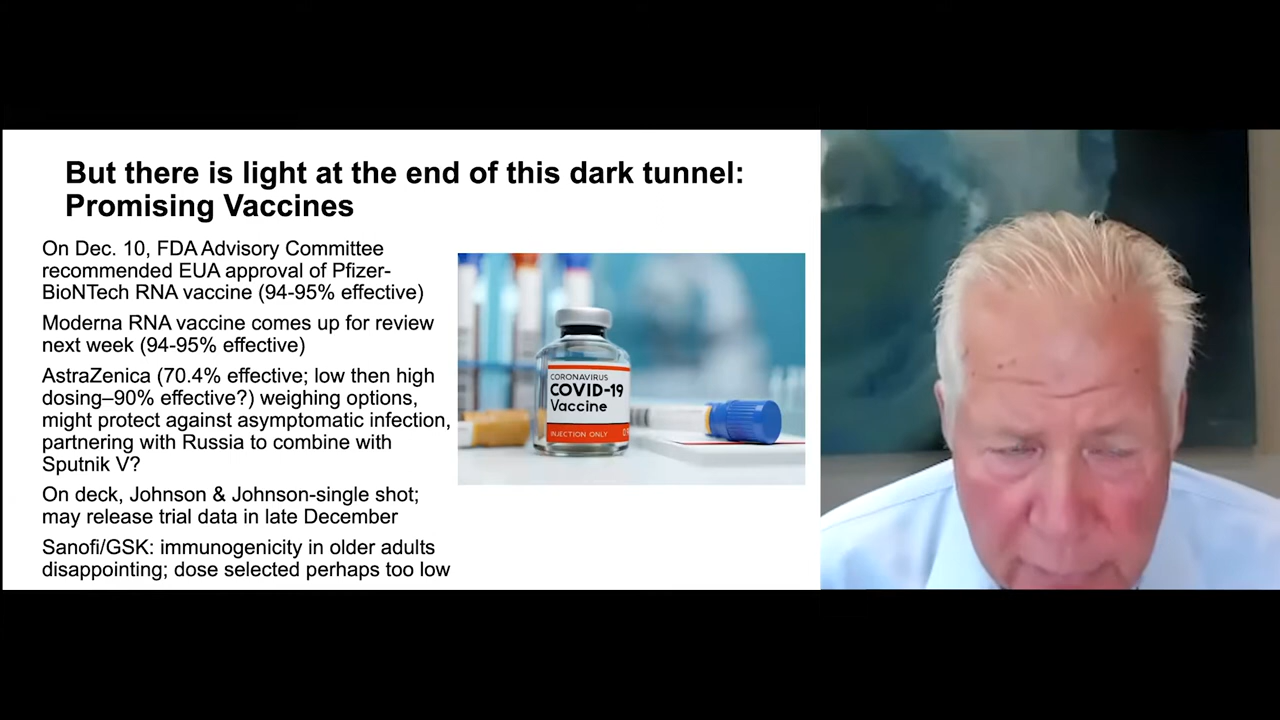 But there is light at the end of this dark tunnel:
Promising Vaccines
On Dec. 10, FDA Advisory Committee
recommended EUA approval of Pfizer-
BioNTech RNA vaccine (94-95% effective)
Moderna RNA vaccine comes up for review
next week (94-95% effective)
AstraZenica (70.4% effective; low then high
dosing–90% effective?) weighing options,
might protect against asymptomatic infection,
partnering with Russia to combine with
Sputnik V?
On deck, Johnson & Johnson-single shot;
may release trial data in late December
Sanofi/GSK: immunogenicity in older adults
disappointing; dose selected perhaps too low
CORONAVIRUS
COVID-19
Vaccine
INJECTION ONLY